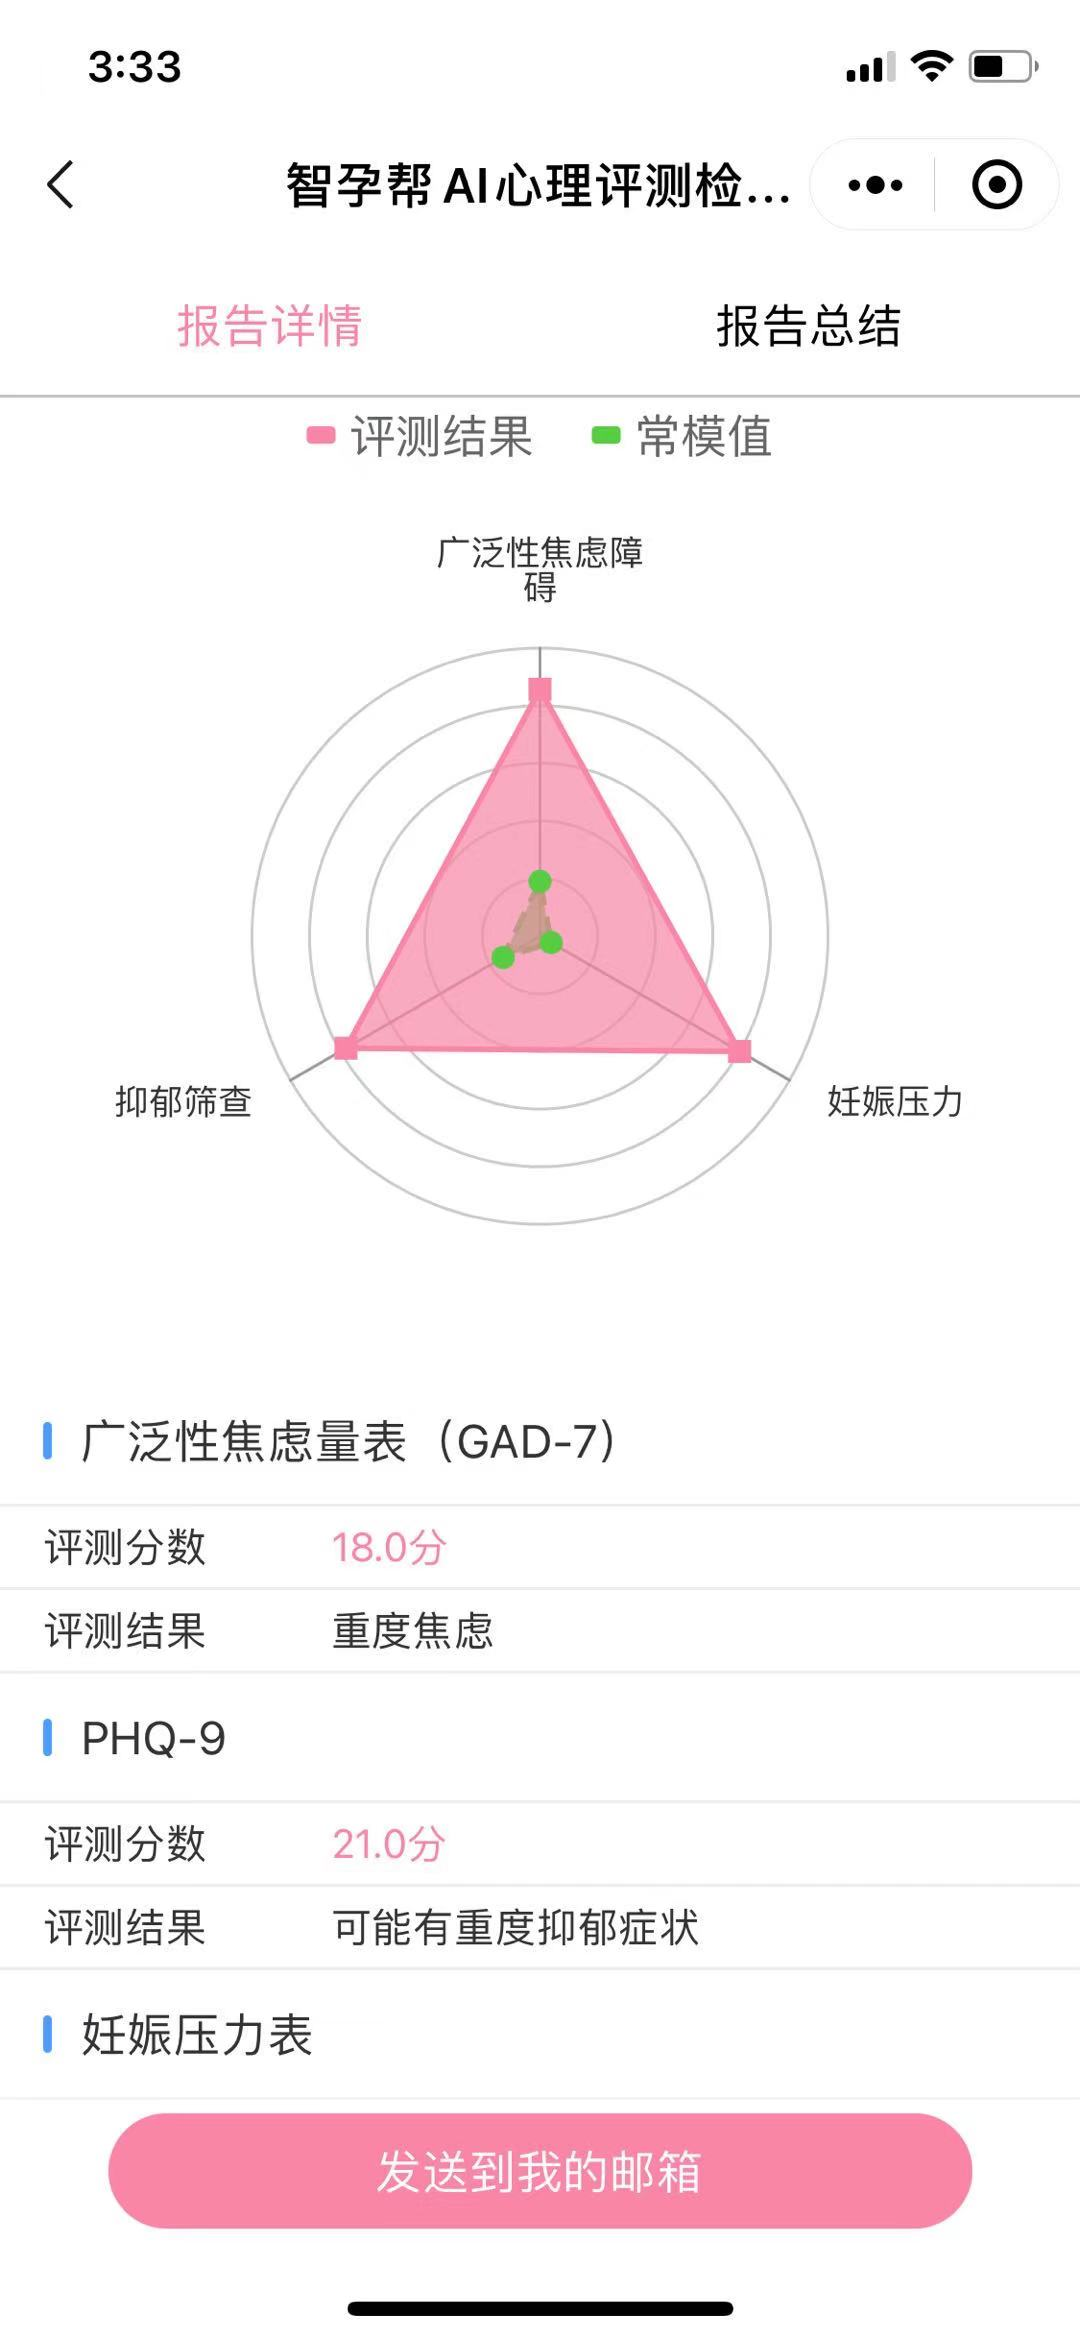 3:33
智孕帮AI心理评测检...
报告详情 报告总结
评测结果 常模值
广泛性焦虑障
碍
抑郁筛查 妊娠压力
广泛性焦虑量表（GAD-7）
评测分数 18.0分
评测结果 重度焦虑
PHQ-9
评测分数 21.0分
评测结果 可能有重度抑郁症状
妊娠压力表
发送到我的邮箱